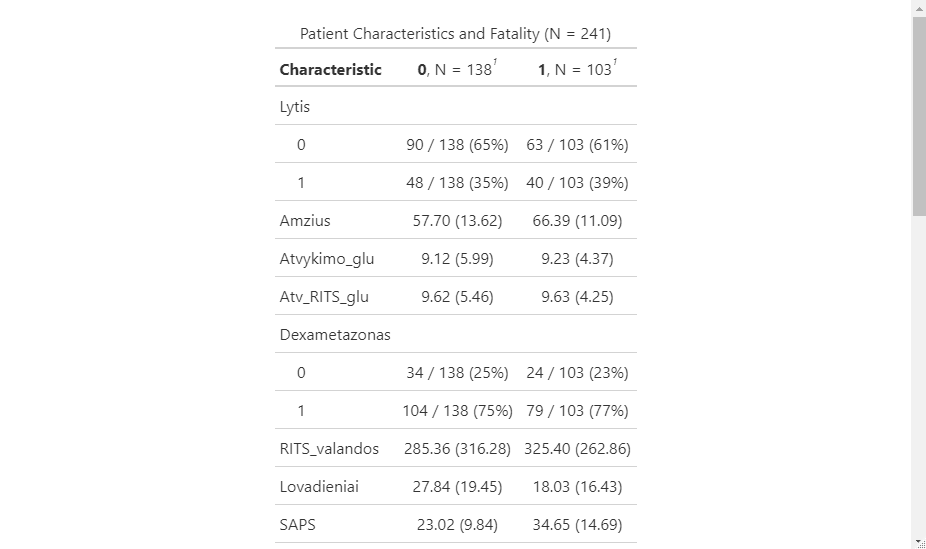 Patient Characteristics and Fatality (N = 241)
Characteristic 0, N = 138¹ 1, N = 103¹
Lytis
0 90 / 138 (65%) 63 / 103 (61%)
1 48 / 138 (35%) 40 / 103 (39%)
Amzius 57.70 (13.62) 66.39 (11.09)
Atvykimo_glu 9.12 (5.99) 9.23 (4.37)
Atv_RITS_glu 9.62 (5.46) 9.63 (4.25)
Dexametazonas
0 34 / 138 (25%) 24 / 103 (23%)
1 104 / 138 (75%) 79 / 103 (77%)
RITS_valandos 285.36 (316.28) 325.40 (262.86)
Lovadieniai 27.84 (19.45) 18.03 (16.43)
SAPS 23.02 (9.84) 34.65 (14.69)